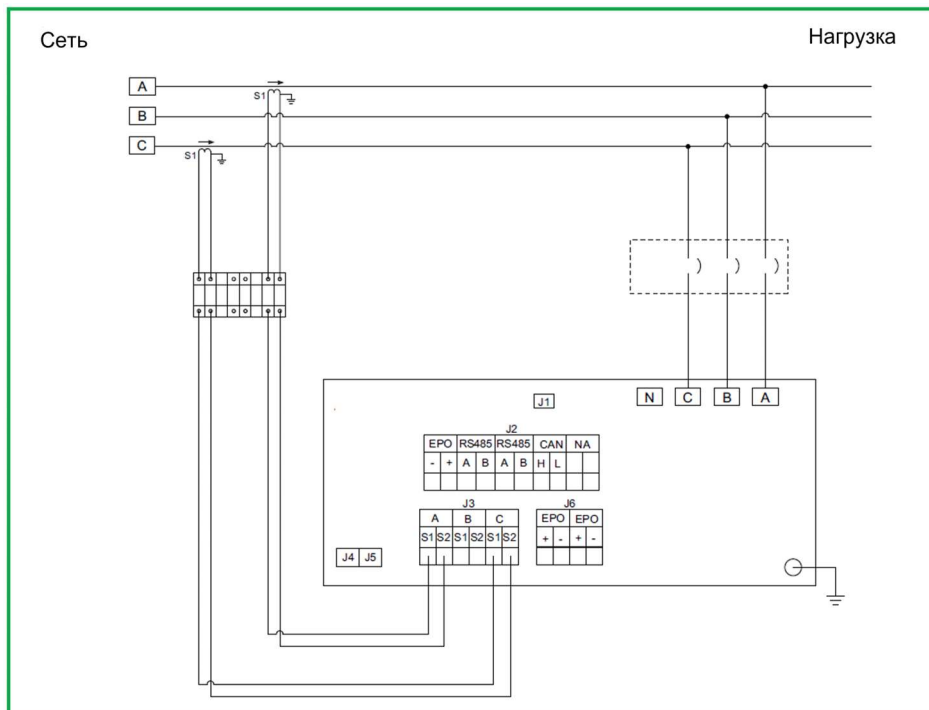 Сеть
Нагрузка
A
S1
B
C
S1
N C B A
J1
J2
EPO RS485 RS485 CAN NA
- + A B A B H L
J3
J6
A B C
EPO EPO
S1 S2 S1 S2 S1 S2
+ - + -
J4 J5